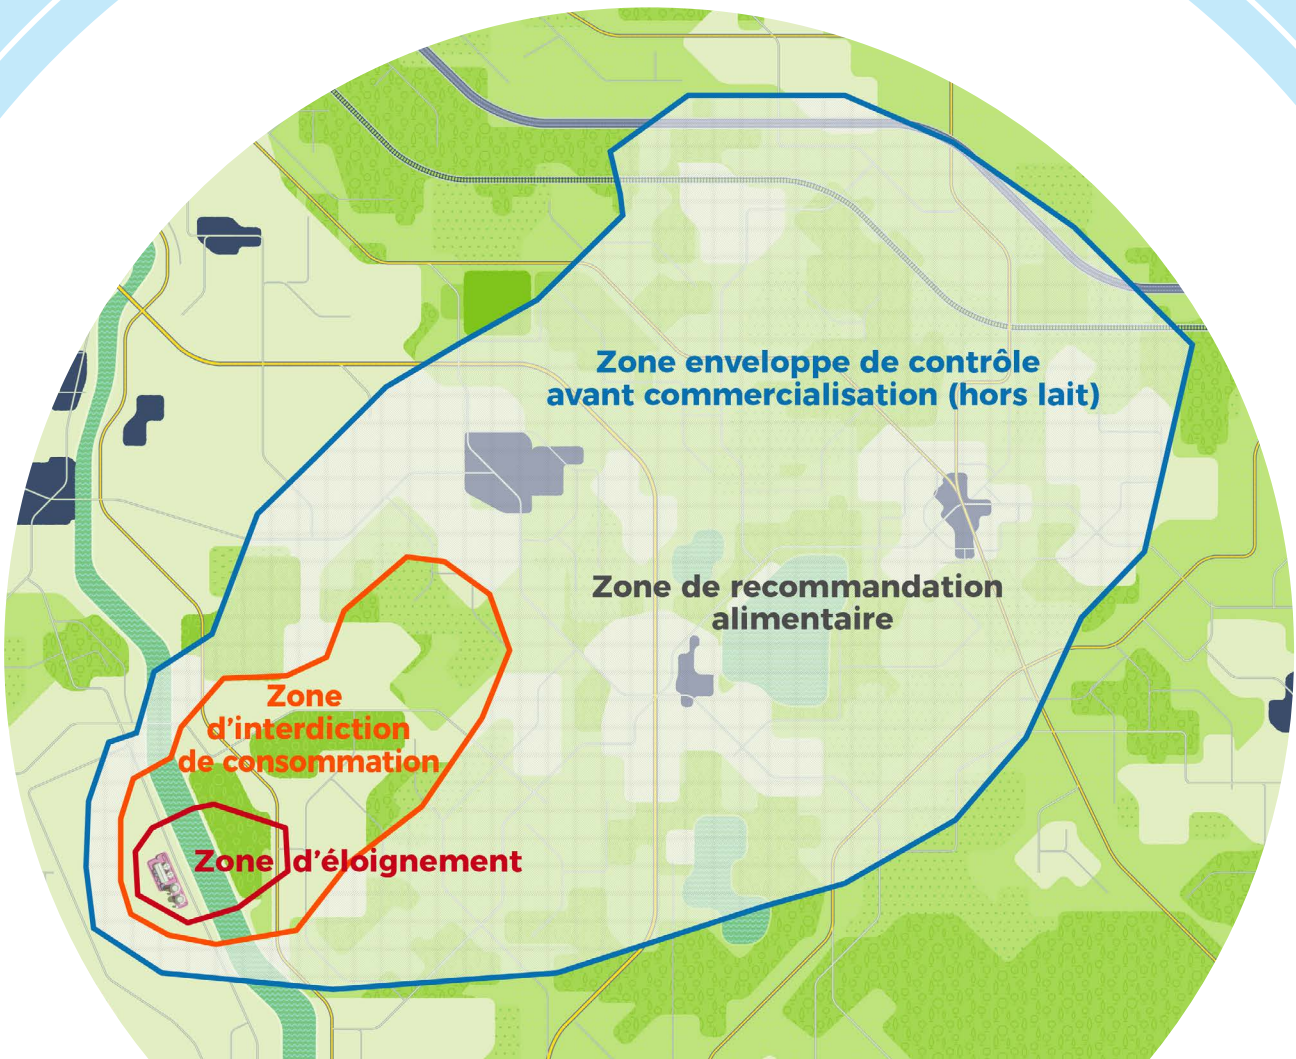 Zone enveloppe de contrôle
avant commercialisation (hors lait)
Zone de recommandation
alimentaire
Zone
d'interdiction
de consommation
Zone d'éloignement